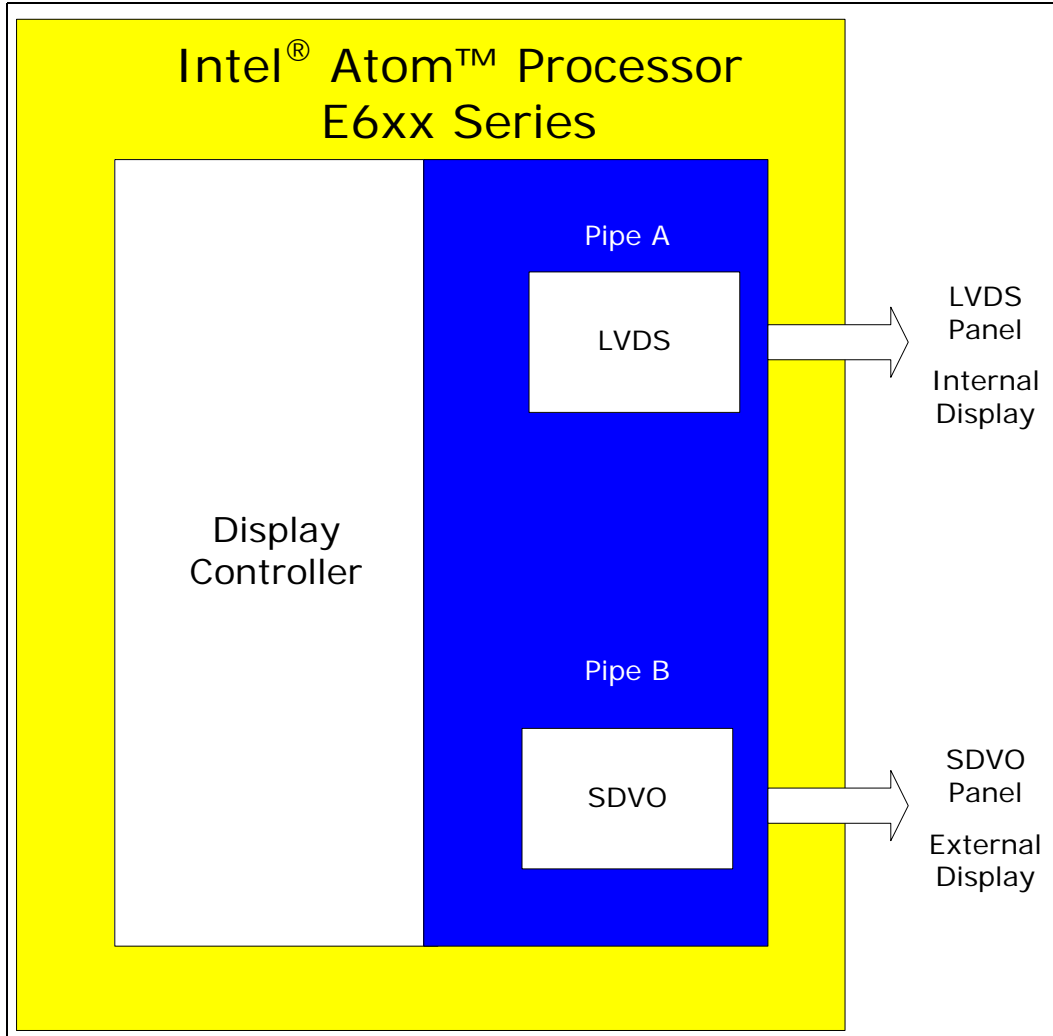 Intel® Atom™ Processor
E6xx Series
Pipe A
LVDS
LVDS
Panel
Internal
Display
Display
Controller
Pipe B
SDVO
SDVO
Panel
External
Display